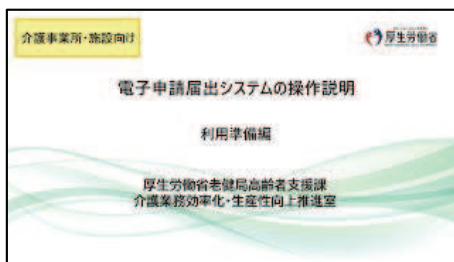 介護事業所・施設向け
厚生労働省
電子申請届出システムの操作説明
利用準備編
厚生労働省老健局高齢者支援課
介護業務効率化・生産性向上推進室